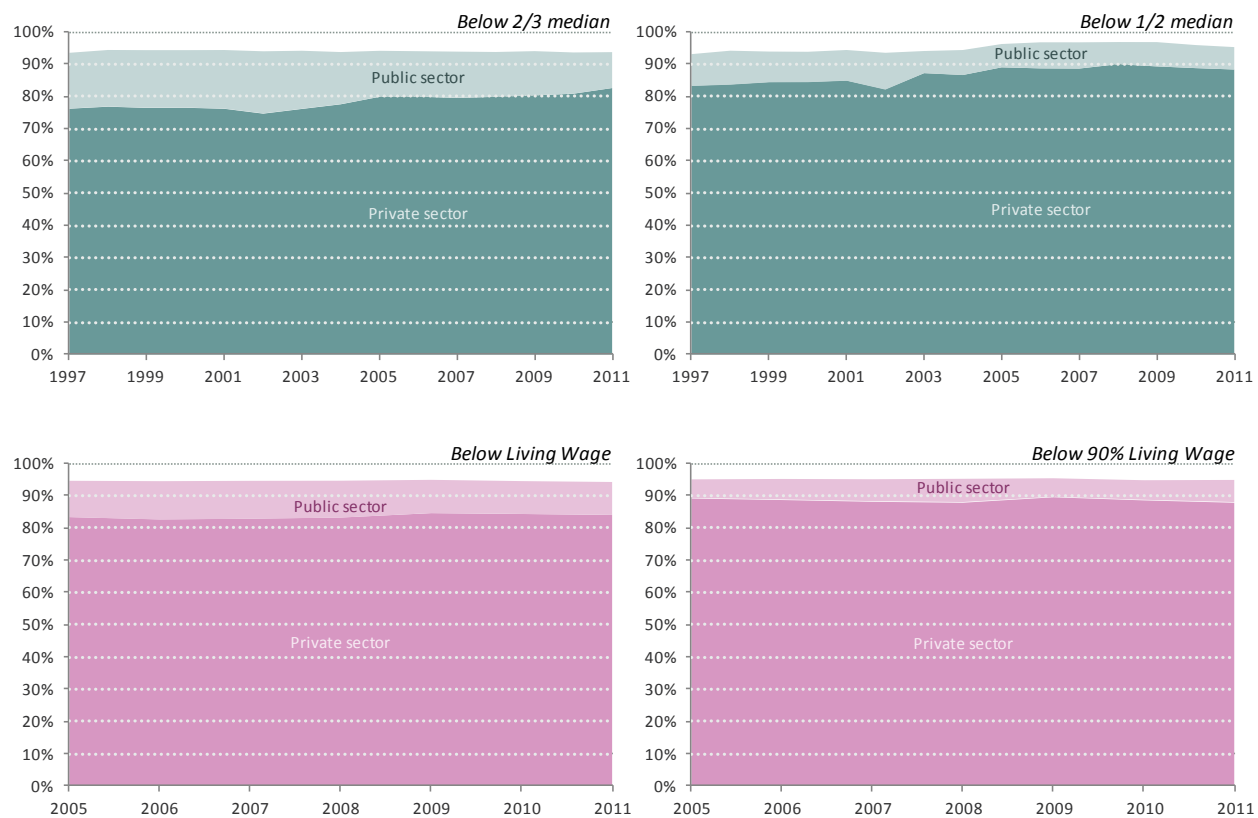 Below 2/3 median
100%
90%
80%
70%
60%
50%
40%
30%
20%
10%
0%
Public sector
Private sector
1997 1999 2001 2003 2005 2007 2009 2011
Below 1/2 median
100%
90%
80%
70%
60%
50%
40%
30%
20%
10%
0%
Public sector
Private sector
1997 1999 2001 2003 2005 2007 2009 2011
Below Living Wage
100%
90%
80%
70%
60%
50%
40%
30%
20%
10%
0%
Public sector
Private sector
2005 2006 2007 2008 2009 2010 2011
Below 90% Living Wage
100%
90%
80%
70%
60%
50%
40%
30%
20%
10%
0%
Public sector
Private sector
2005 2006 2007 2008 2009 2010 2011